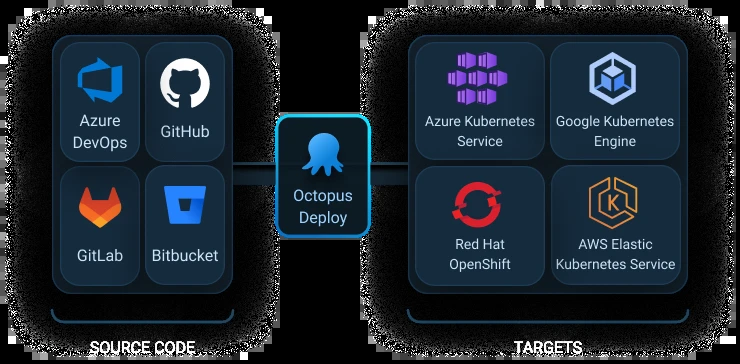 Azure
DevOps
GitHub
GitLab
Bitbucket
Octopus
Deploy
Azure Kubernetes
Service
Google Kubernetes
Engine
Red Hat
OpenShift
K
AWS Elastic
Kubernetes Service
SOURCE CODE
TARGETS